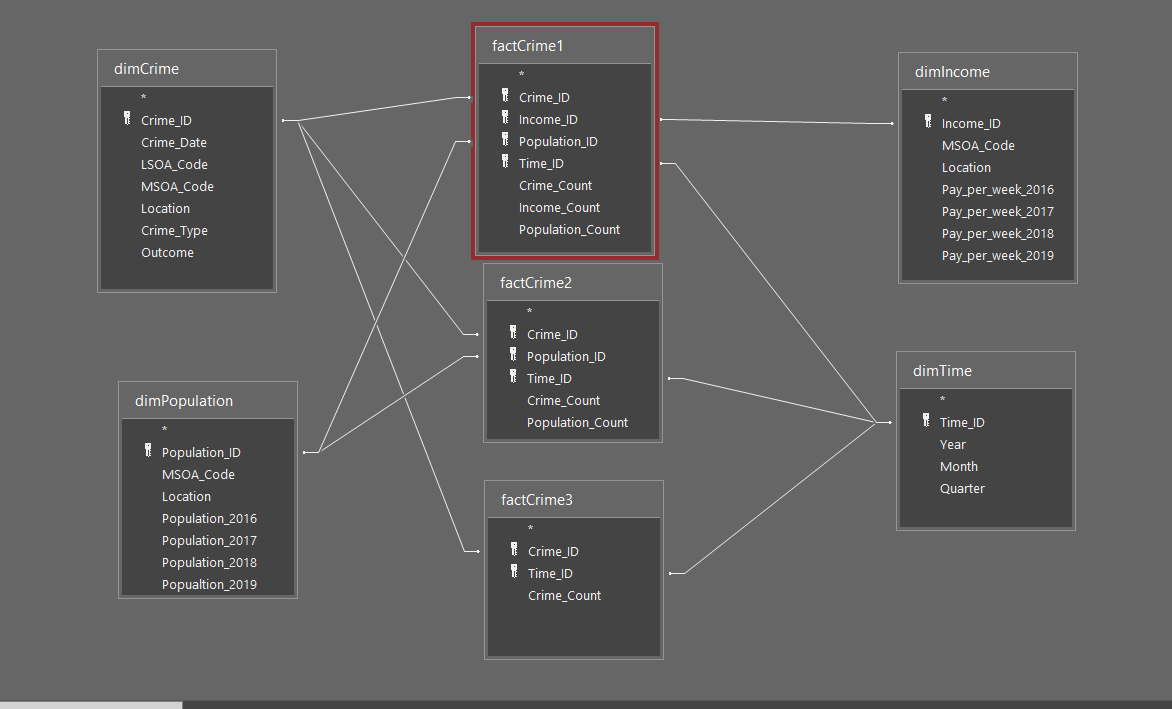 dimCrime
*
Crime_ID
Crime_Date
LSOA_Code
MSOA_Code
Location
Crime_Type
Outcome
factCrime1
*
Crime_ID
Income_ID
Population_ID
Time_ID
Crime_Count
Income_Count
Population_Count
dimIncome
*
Income_ID
MSOA_Code
Location
Pay_per_week_2016
Pay_per_week_2017
Pay_per_week_2018
Pay_per_week_2019
factCrime2
*
Crime_ID
Population_ID
Time_ID
Crime_Count
Population_Count
dimPopulation
*
Population_ID
MSOA_Code
Location
Population_2016
Population_2017
Population_2018
Popualtion_2019
dimTime
*
Time_ID
Year
Month
Quarter
factCrime3
*
Crime_ID
Time_ID
Crime_Count